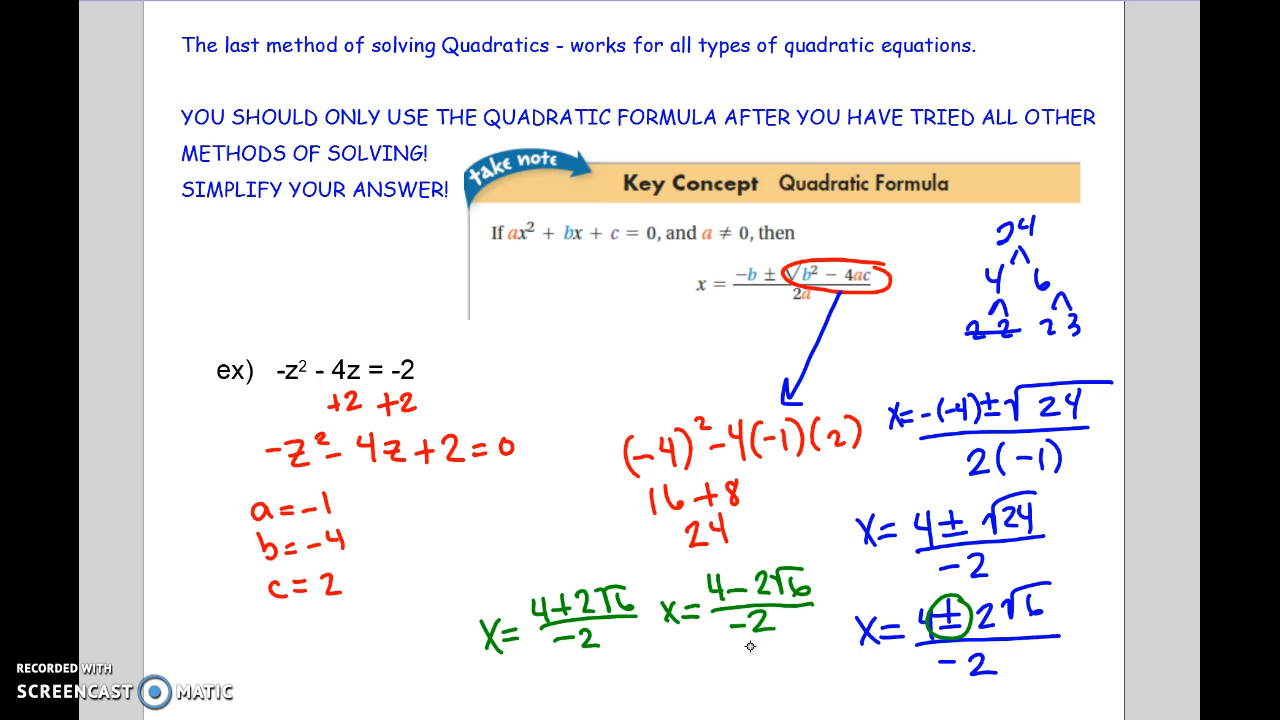 The last method of solving Quadratics - works for all types of quadratic equations.
YOU SHOULD ONLY USE THE QUADRATIC FORMULA AFTER YOU HAVE TRIED ALL OTHER
METHODS OF SOLVING!
SIMPLIFY YOUR ANSWER!
take note
Key Concept Quadratic Formula
If ax² + bx + c = 0, and a ≠ 0, then
x = (-b ± √(b² − 4ac)) / 2a
24
4 6
2 2 2 3
ex) -z² - 4z = -2
+2 +2
-z² - 4z + 2 = 0
a = -1
b = -4
c = 2
(-4)² - 4(-1)(2)
16 + 8
24
x = (-(-4) ± √24) / 2(-1)
x = (4 ± √24) / -2
x = (4 ± 2√6) / -2
x = (4 + 2√6) / -2
x = (4 - 2√6) / -2
RECORDED WITH
SCREENCAST MATIC